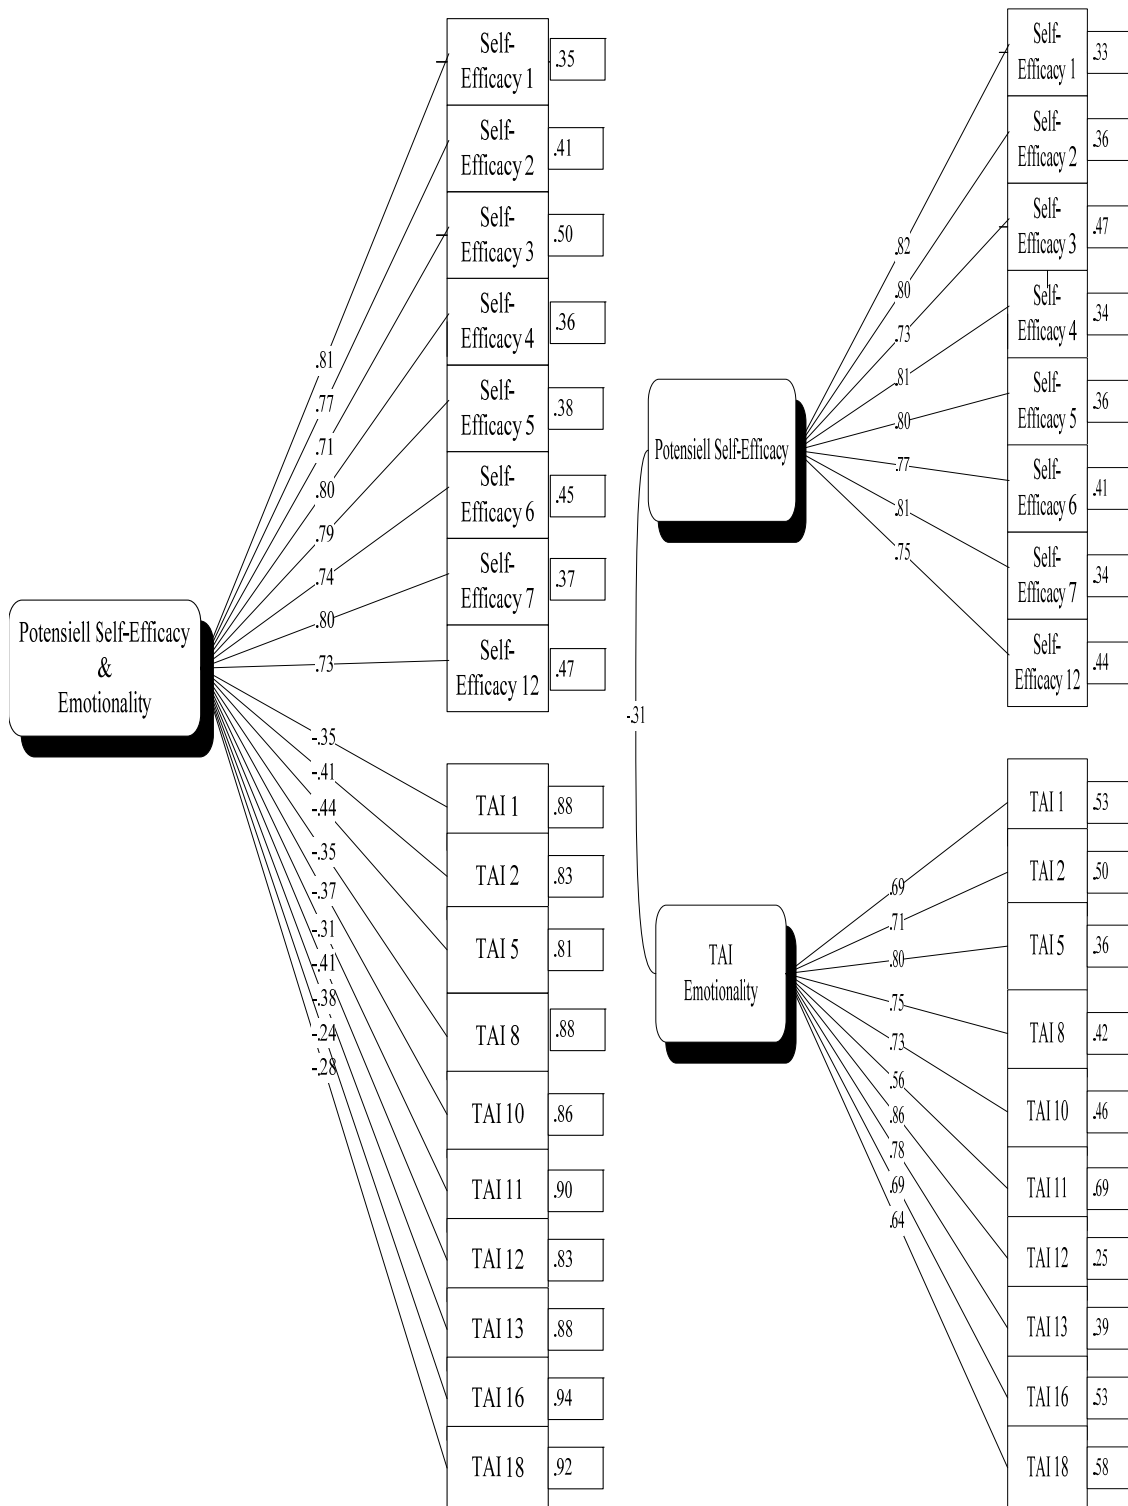 Potensiell Self-Efficacy
&
Emotionality
.81
.77
.71
.80
.79
.74
.80
.73
-.35
-.41
-.44
-.35
-.37
-.31
-.41
-.38
-.24
-.28
Self-
Efficacy 1
.35
Self-
Efficacy 2
.41
Self-
Efficacy 3
.50
Self-
Efficacy 4
.36
Self-
Efficacy 5
.38
Self-
Efficacy 6
.45
Self-
Efficacy 7
.37
Self-
Efficacy 12
.47
TAI 1
.88
TAI 2
.83
TAI 5
.81
TAI 8
.88
TAI 10
.86
TAI 11
.90
TAI 12
.83
TAI 13
.88
TAI 16
.94
TAI 18
.92
Potensiell Self-Efficacy
-.31
TAI
Emotionality
.82
.80
.73
.81
.80
.77
.81
.75
.69
.71
.80
.75
.73
.56
.86
.78
.69
.64
Self-
Efficacy 1
.33
Self-
Efficacy 2
.36
Self-
Efficacy 3
.47
Self-
Efficacy 4
.34
Self-
Efficacy 5
.36
Self-
Efficacy 6
.41
Self-
Efficacy 7
.34
Self-
Efficacy 12
.44
TAI 1
.53
TAI 2
.50
TAI 5
.36
TAI 8
.42
TAI 10
.46
TAI 11
.69
TAI 12
.25
TAI 13
.39
TAI 16
.53
TAI 18
.58